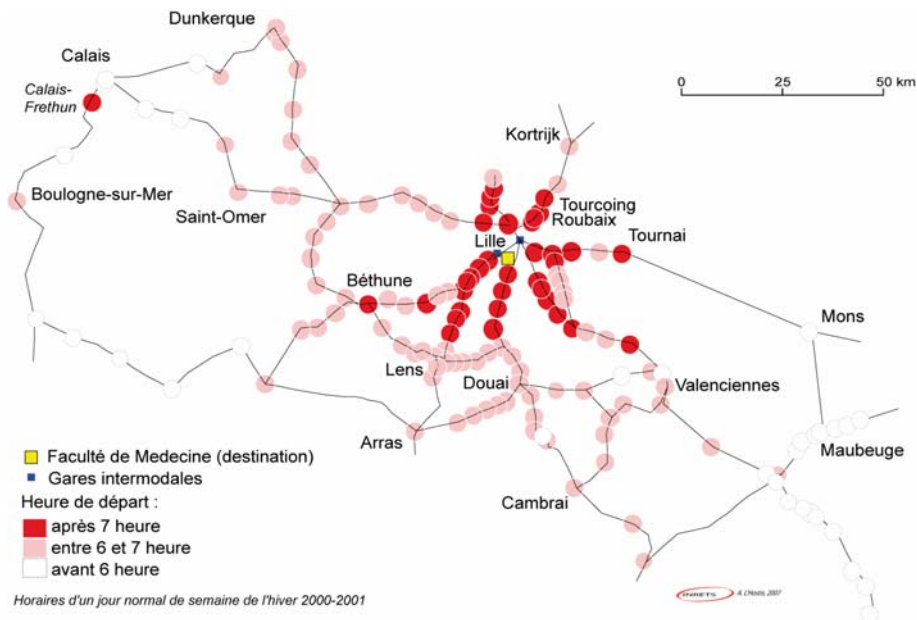 Dunkerque
Calais
Calais-
Frethun
0 25 50 km
Kortrijk
Boulogne-sur-Mer
Saint-Omer
Tourcoing
Roubaix
Lille
Tournai
Béthune
Mons
Lens
Douai
Valenciennes
Arras
Maubeuge
Cambrai
Faculté de Medecine (destination)
Gares intermodales
Heure de départ :
après 7 heure
entre 6 et 7 heure
avant 6 heure
Horaires d'un jour normal de semaine de l'hiver 2000-2001
INRETS A. L'Hostis, 2007